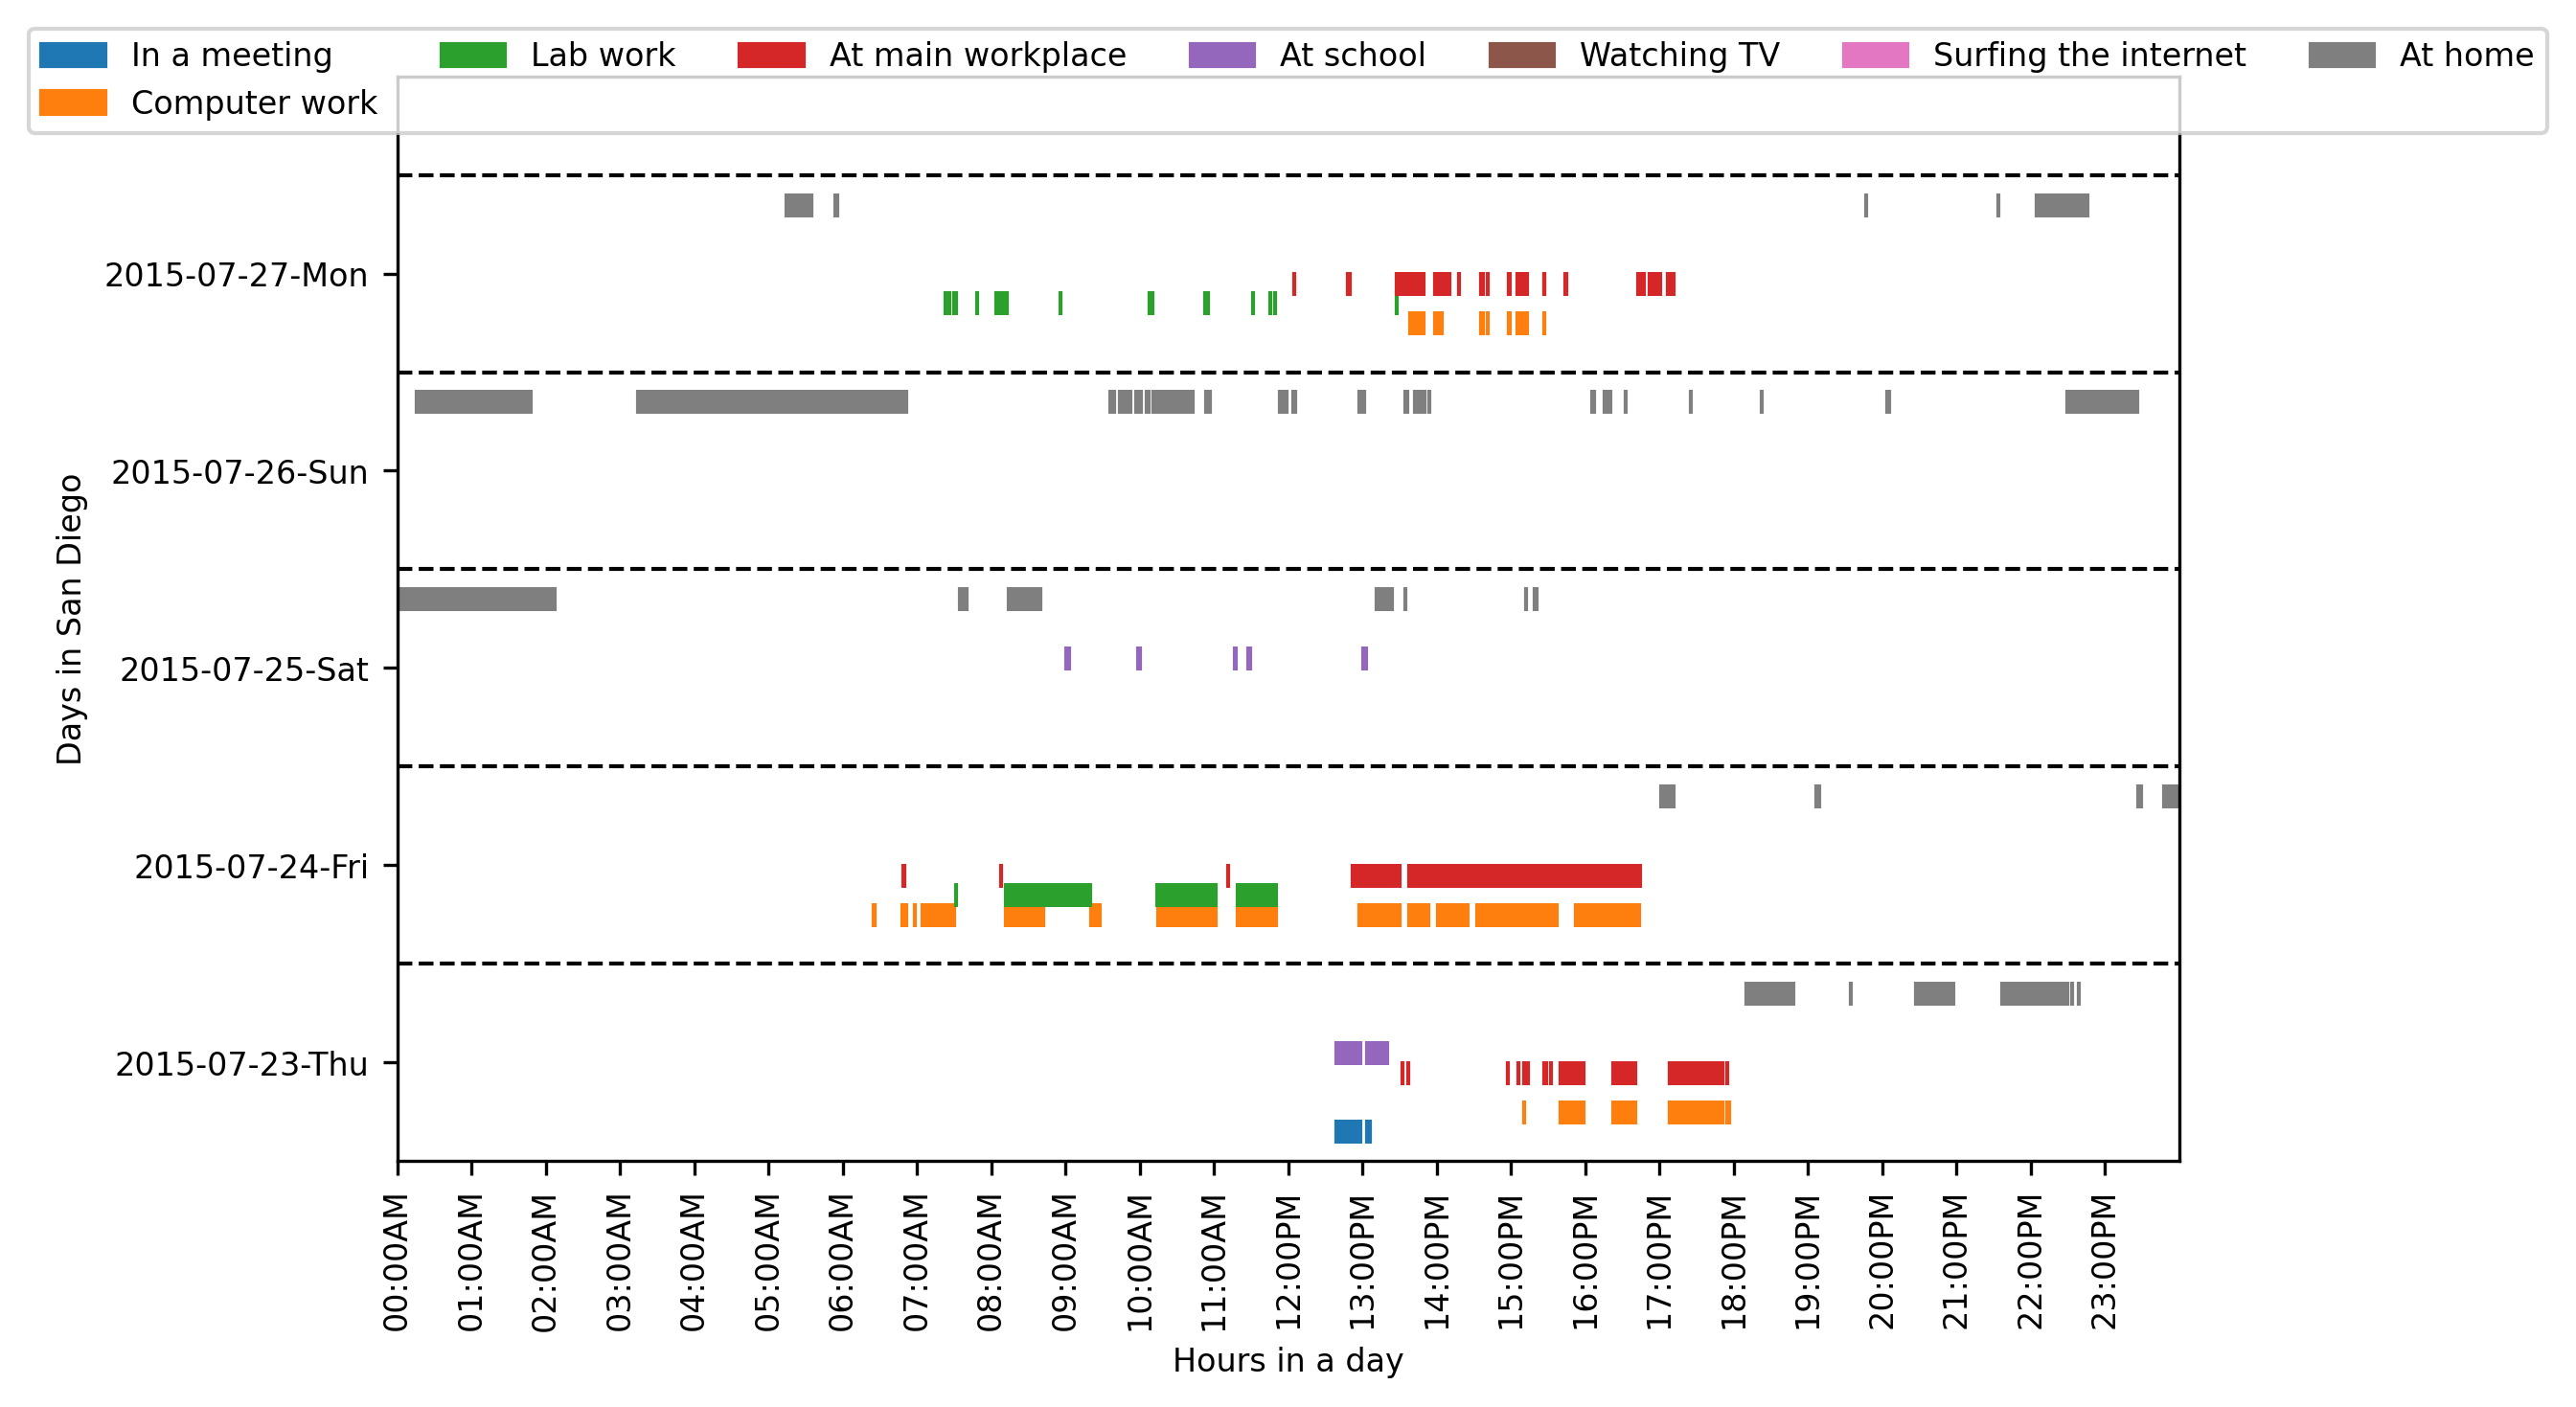 In a meeting Lab work At main workplace At school Watching TV Surfing the internet At home
Computer work
2015-07-27-Mon
2015-07-26-Sun
2015-07-25-Sat
2015-07-24-Fri
2015-07-23-Thu
Days in San Diego
00:00AM 01:00AM 02:00AM 03:00AM 04:00AM 05:00AM 06:00AM 07:00AM 08:00AM 09:00AM 10:00AM 11:00AM 12:00PM 13:00PM 14:00PM 15:00PM 16:00PM 17:00PM 18:00PM 19:00PM 20:00PM 21:00PM 22:00PM 23:00PM
Hours in a day